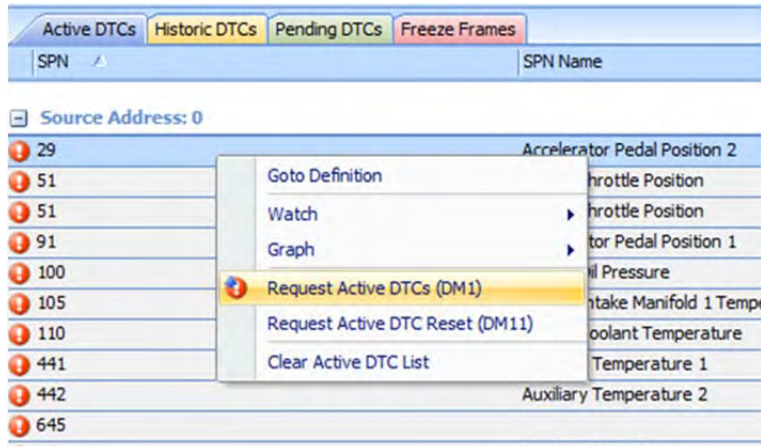 Active DTCs Historic DTCs Pending DTCs Freeze Frames
SPN SPN Name
Source Address: 0
29 Accelerator Pedal Position 2
Goto Definition
51 hrottle Position
Watch
51 hrottle Position
Graph
91 tor Pedal Position 1
100 il Pressure
Request Active DTCs (DM1)
105 ntake Manifold 1 Tempe
Request Active DTC Reset (DM11)
110 oolant Temperature
Clear Active DTC List
441 Temperature 1
442 Auxiliary Temperature 2
645